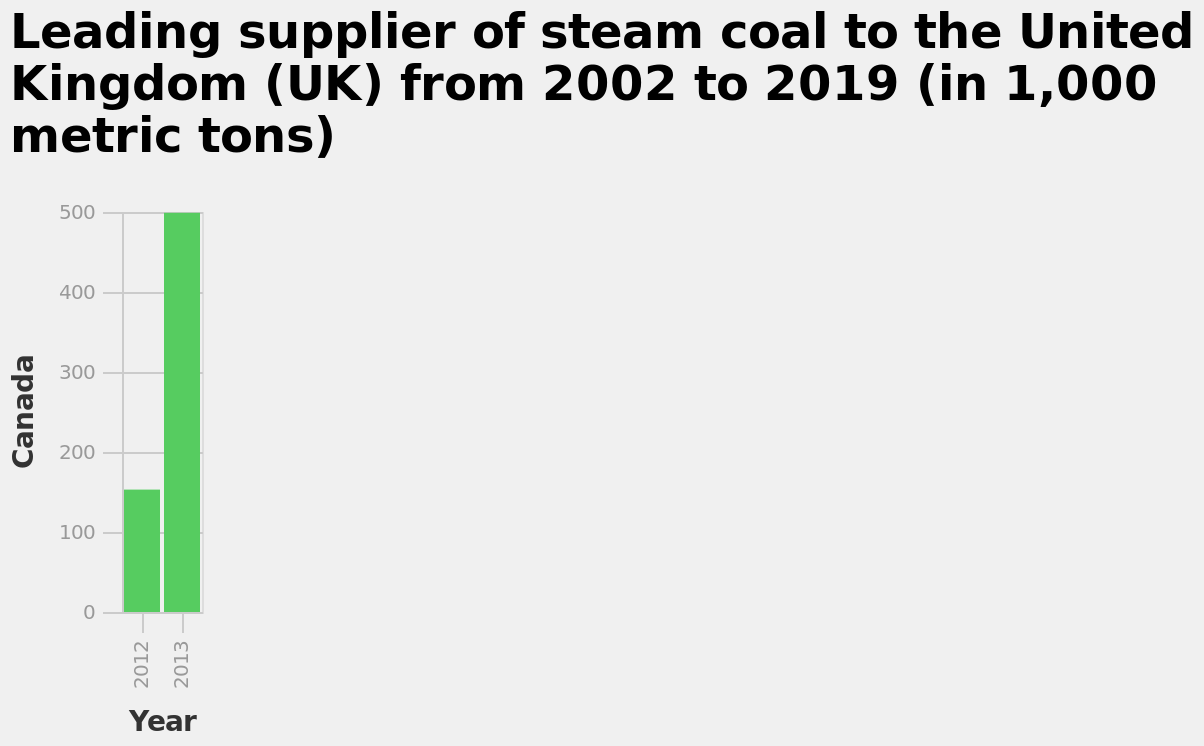 Leading supplier of steam coal to the United
Kingdom (UK) from 2002 to 2019 (in 1,000
metric tons)
500
400
300
200
100
0
Canada
2012
2013
Year